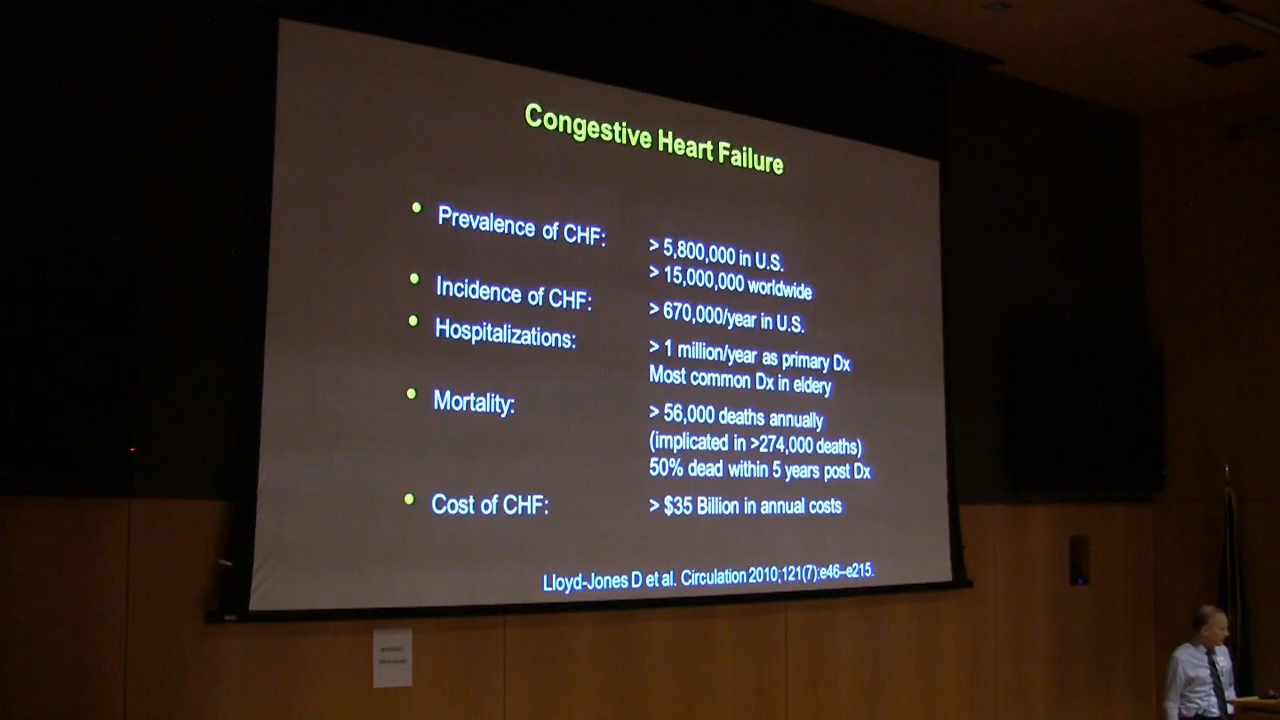 Congestive Heart Failure
• Prevalence of CHF:
> 5,800,000 in U.S.
> 15,000,000 worldwide
• Incidence of CHF:
> 670,000/year in U.S.
• Hospitalizations:
> 1 million/year as primary Dx
Most common Dx in eldery
• Mortality:
> 56,000 deaths annually
(implicated in >274,000 deaths)
50% dead within 5 years post Dx
• Cost of CHF:
> $35 Billion in annual costs
Lloyd-Jones D et al. Circulation 2010;121(7):e46–e215.